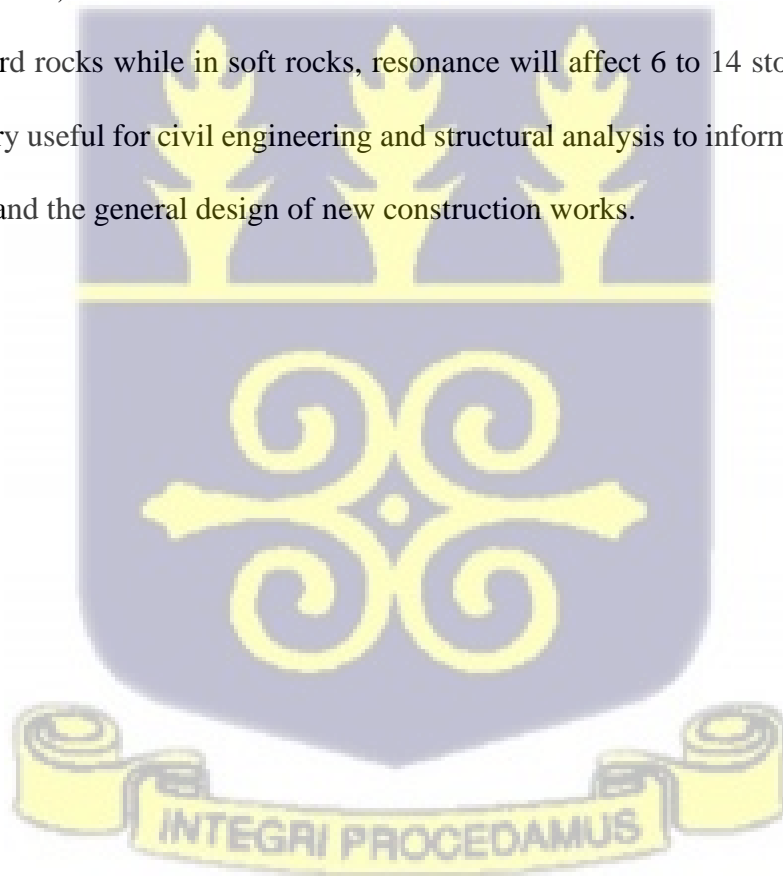 rd rocks while in soft rocks, resonance will affect 6 to 14 sto
ry useful for civil engineering and structural analysis to inform
and the general design of new construction works.
INTEGRI PROCEDAMUS